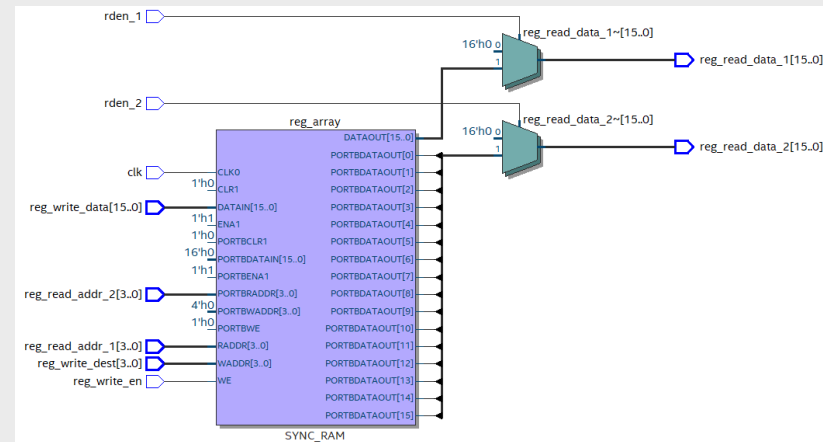 rden_1
reg_read_data_1~[15..0]
16'h0 0
1
reg_read_data_1[15..0]
rden_2
reg_read_data_2~[15..0]
16'h0 0
1
reg_read_data_2[15..0]
reg_array
DATAOUT[15..0]
PORTBDATAOUT[0]
clk
CLK0
PORTBDATAOUT[1]
1'h0
CLR1
PORTBDATAOUT[2]
reg_write_data[15..0]
DATAIN[15..0]
PORTBDATAOUT[3]
1'h1
ENA1
PORTBDATAOUT[4]
1'h0
PORTBCLR1
PORTBDATAOUT[5]
16'h0
PORTBDATAIN[15..0]
PORTBDATAOUT[6]
1'h1
PORTBENA1
PORTBDATAOUT[7]
reg_read_addr_2[3..0]
PORTBRADDR[3..0]
PORTBDATAOUT[8]
4'h0
PORTBWADDR[3..0]
PORTBDATAOUT[9]
1'h0
PORTBWE
PORTBDATAOUT[10]
reg_read_addr_1[3..0]
RADDR[3..0]
PORTBDATAOUT[11]
reg_write_dest[3..0]
WADDR[3..0]
PORTBDATAOUT[12]
reg_write_en
WE
PORTBDATAOUT[13]
PORTBDATAOUT[14]
PORTBDATAOUT[15]
SYNC_RAM